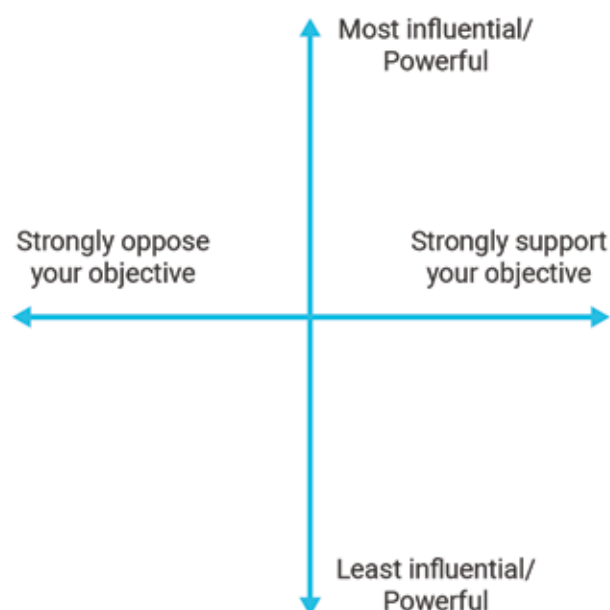 Most influential/
Powerful
Strongly oppose
your objective
Strongly support
your objective
Least influential/
Powerful